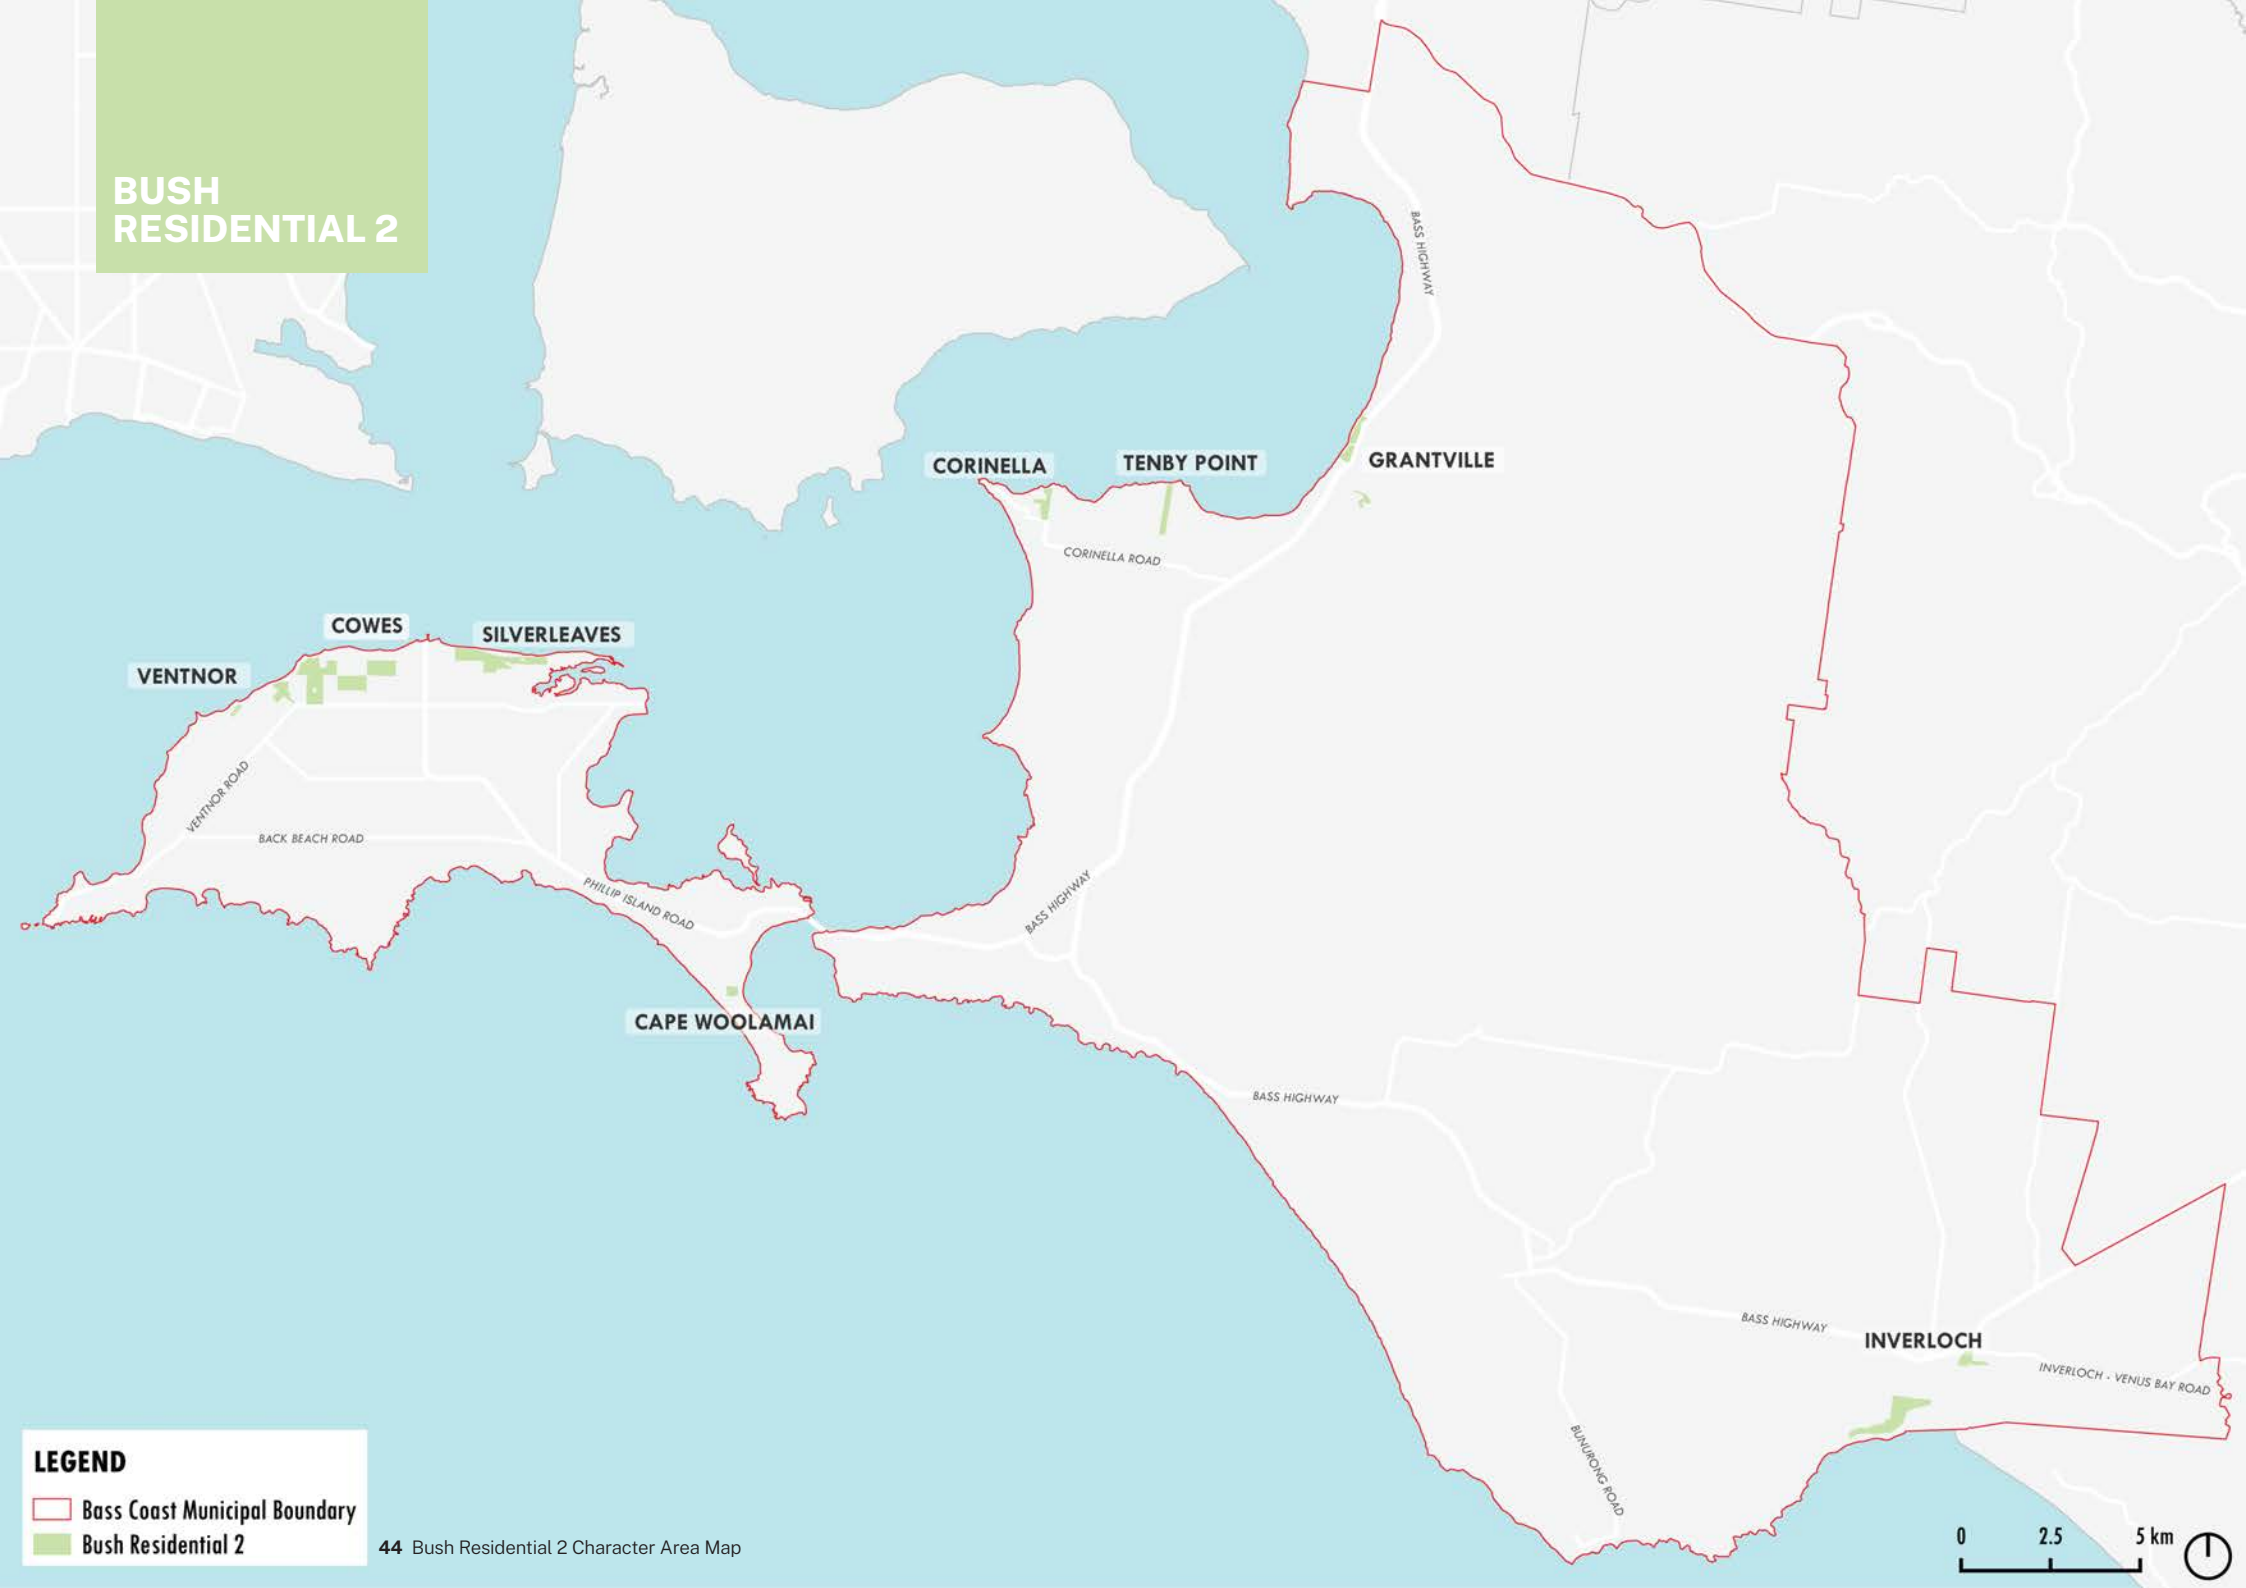 BUSH
RESIDENTIAL 2
BASS HIGHWAY
CORINELLA
TENBY POINT
GRANTVILLE
CORINELLA ROAD
COWES
SILVERLEAVES
VENTNOR
VENTNOR ROAD
BACK BEACH ROAD
PHILLIP ISLAND ROAD
BASS HIGHWAY
CAPE WOOLAMAI
BASS HIGHWAY
BASS HIGHWAY
INVERLOCH
INVERLOCH - VENUS BAY ROAD
BUNURONG ROAD
LEGEND
Bass Coast Municipal Boundary
Bush Residential 2
44 Bush Residential 2 Character Area Map
0 2.5 5 km